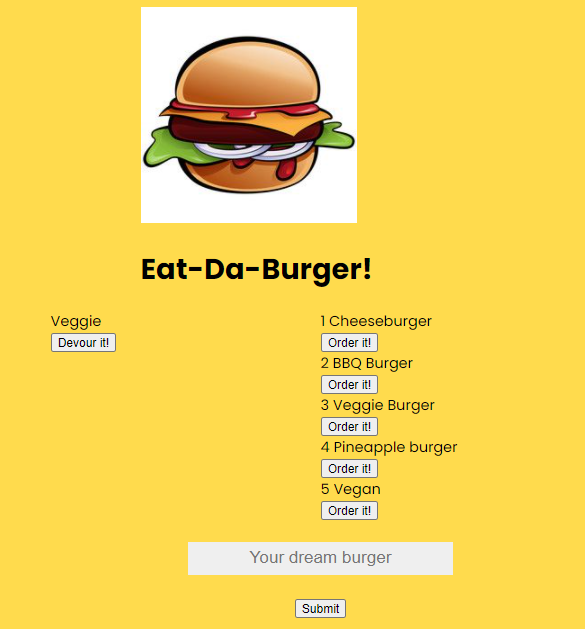 Eat-Da-Burger!
Veggie
Devour it!
1 Cheeseburger
Order it!
2 BBQ Burger
Order it!
3 Veggie Burger
Order it!
4 Pineapple burger
Order it!
5 Vegan
Order it!
Your dream burger
Submit